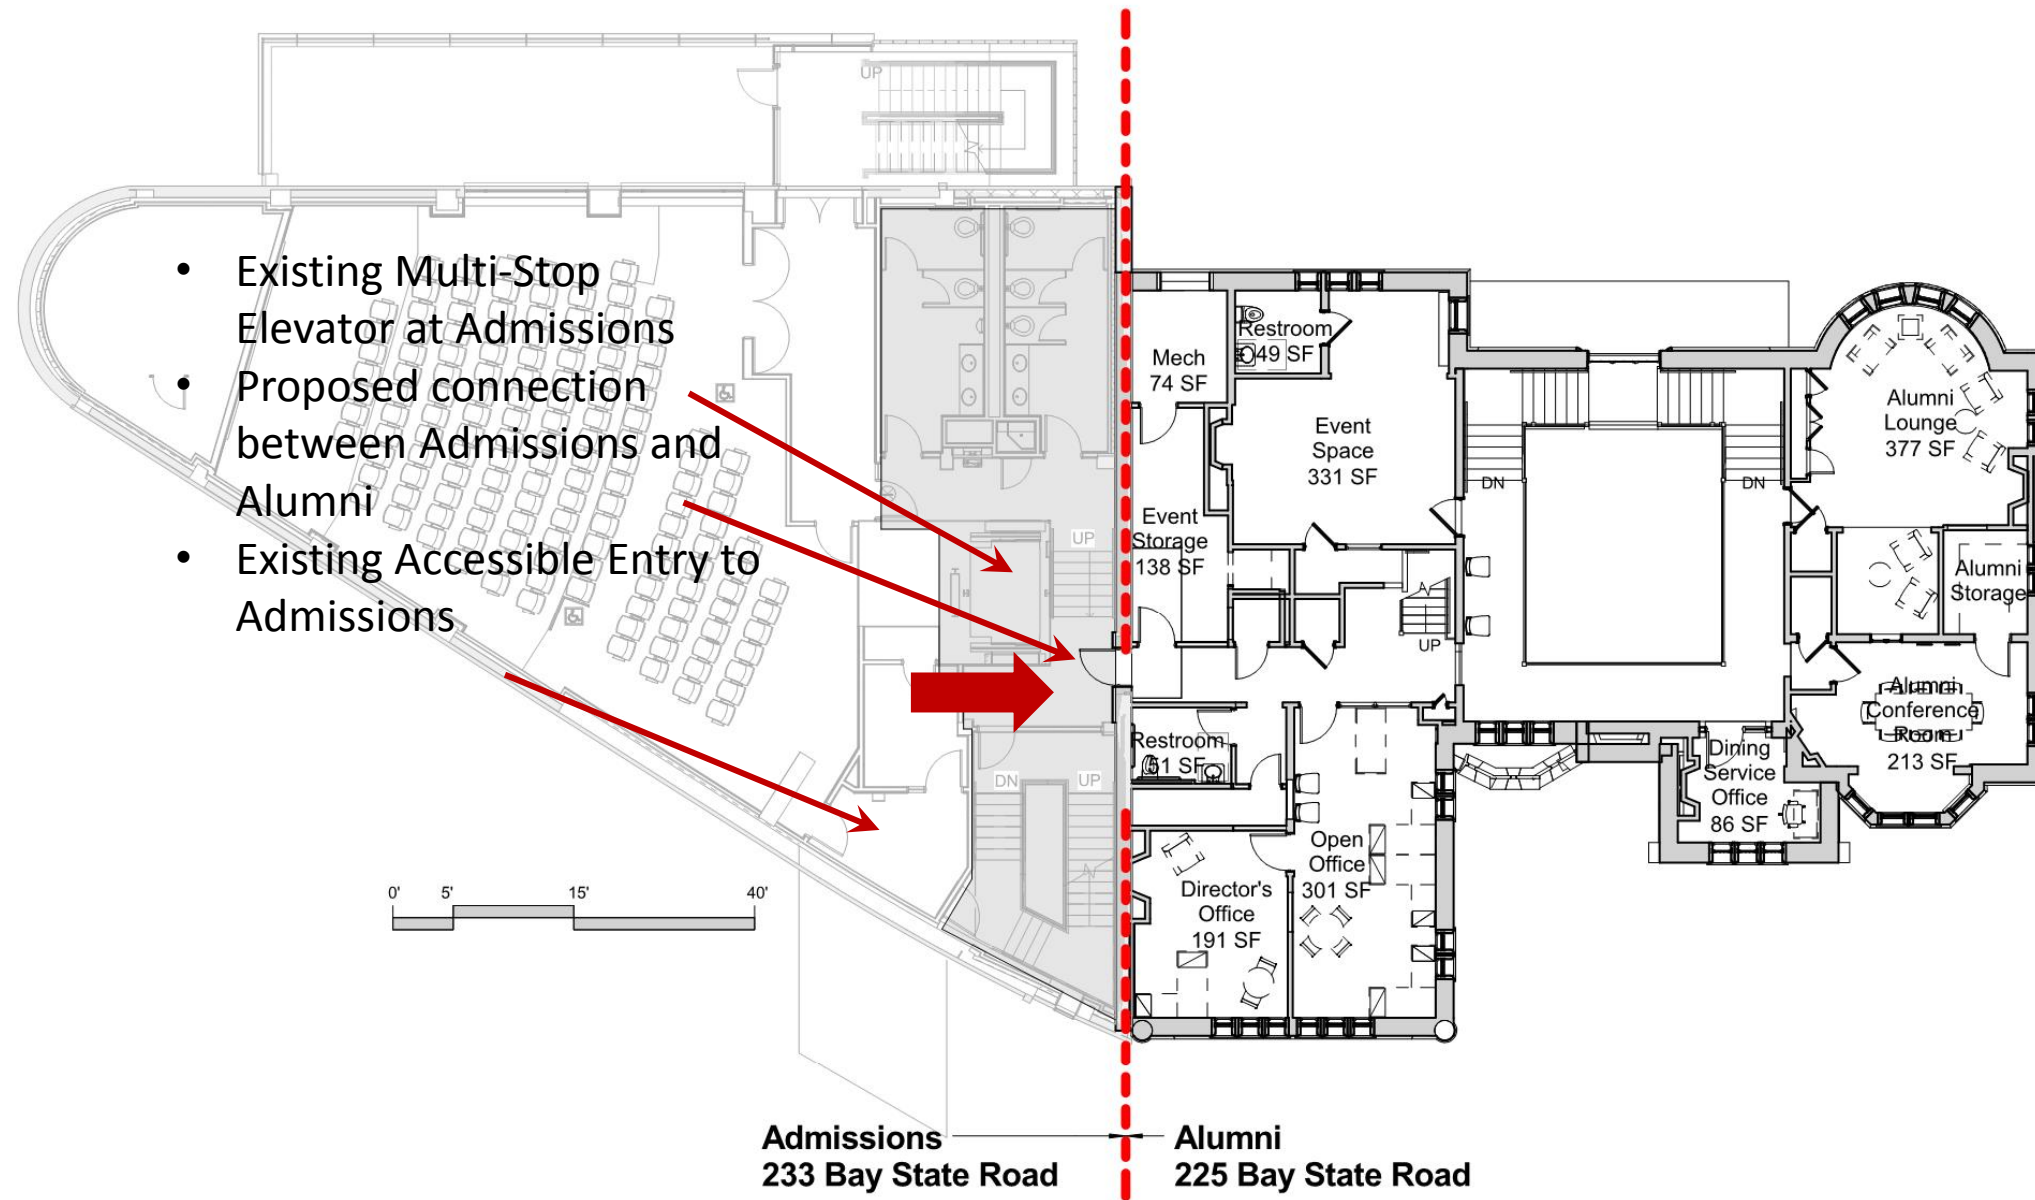 UP
• Existing Multi-Stop
Elevator at Admissions
• Proposed connection
between Admissions and
Alumni
• Existing Accessible Entry to
Admissions
Mech
74 SF
Restroom
49 SF
Event
Space
331 SF
Event
Storage
138 SF
UP
DN
DN
UP
Alumni
Lounge
377 SF
Alumni
Storage
Alumni
Conference
Room
213 SF
Restroom
51 SF
DN
UP
Dining
Service
Office
86 SF
Open
Office
301 SF
Director's
Office
191 SF
0' 5' 15' 40'
Admissions
233 Bay State Road
Alumni
225 Bay State Road